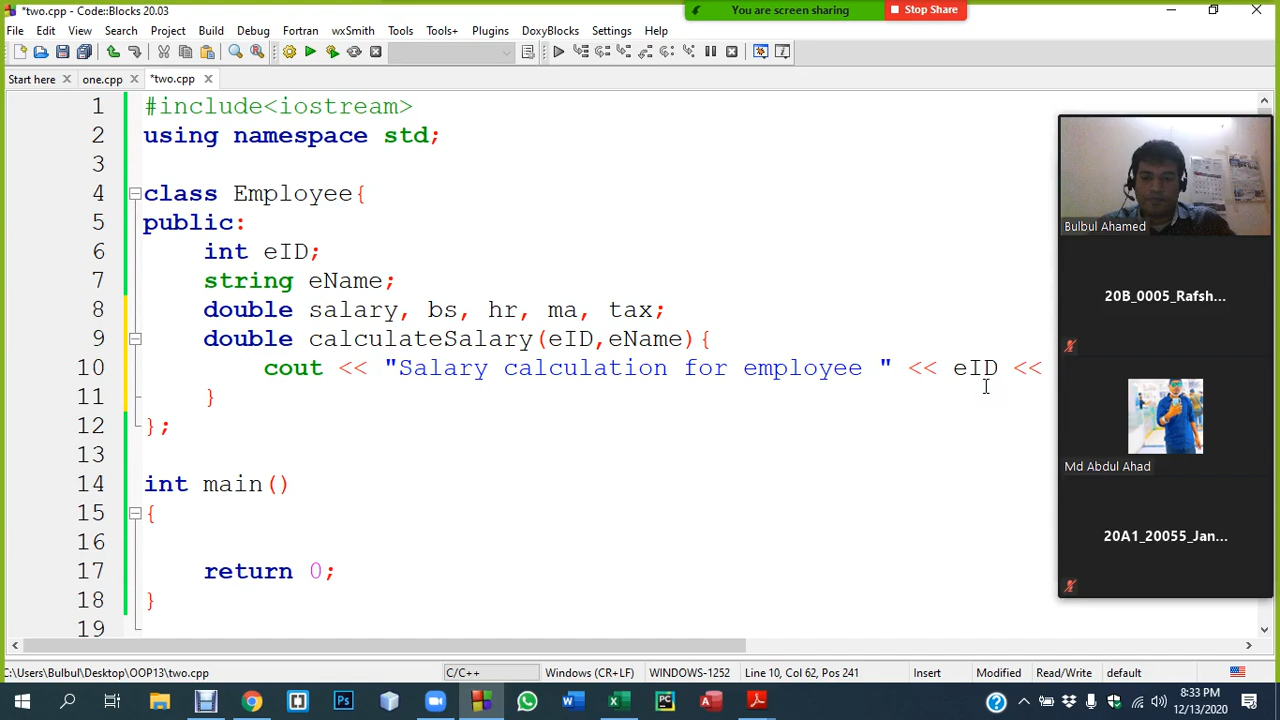 *two.cpp - Code::Blocks 20.03
You are screen sharing
Stop Share
File Edit View Search Project Build Debug Fortran wxSmith Tools Tools+ Plugins DoxyBlocks Settings Help
Start here one.cpp *two.cpp
1 #include<iostream>
2 using namespace std;
3
4 class Employee{
5 public:
6 int eID;
7 string eName;
8 double salary, bs, hr, ma, tax;
9 double calculateSalary(eID,eName){
10 cout << "Salary calculation for employee " << eID <<
11 }
12 };
13
14 int main()
15 {
16
17 return 0;
18 }
19
Bulbul Ahamed
20B_0005_Rafsh...
Md Abdul Ahad
20A1_20055_Jan...
C:\Users\Bulbul\Desktop\OOP13\two.cpp C/C++ Windows (CR+LF) WINDOWS-1252 Line 10, Col 62, Pos 241 Insert Modified Read/Write default
8:33 PM
12/13/2020